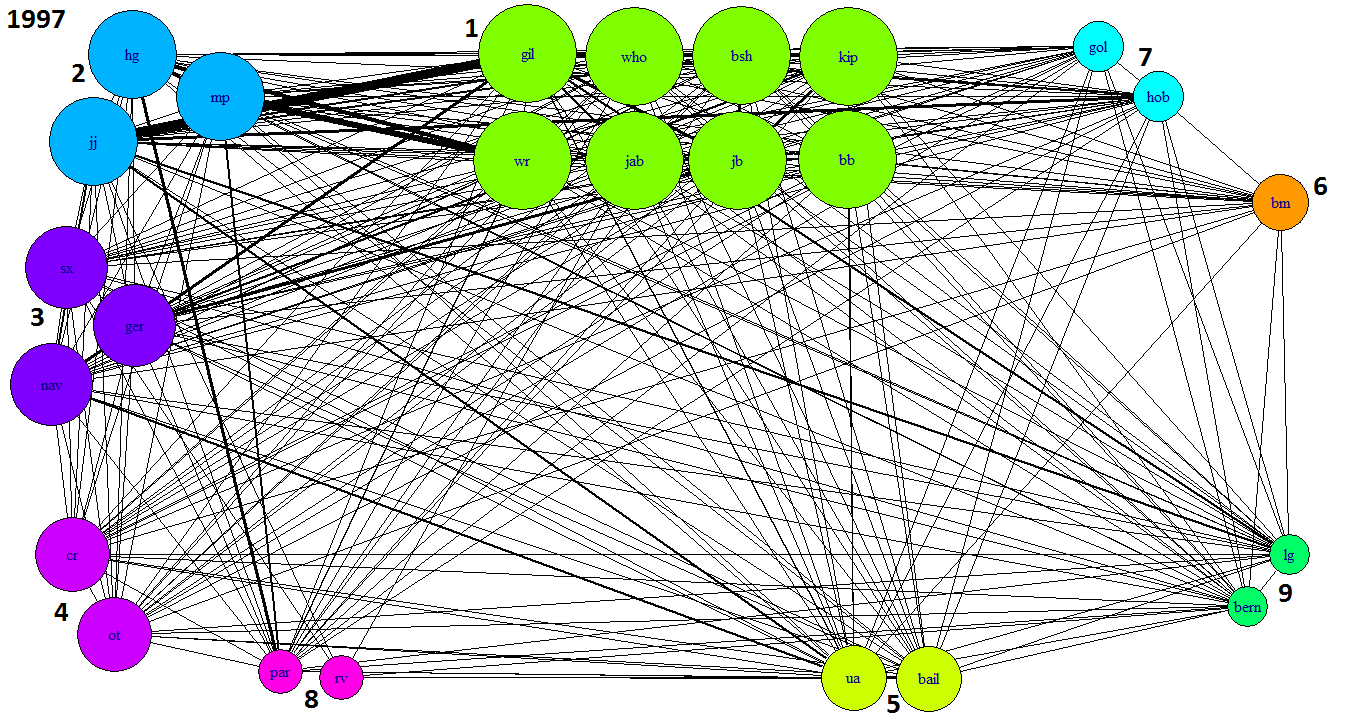 1997
1
gil
who
bsh
kip
gol
7
hg
2
mp
hob
jj
wr
jab
jb
bb
6
bm
sx
3
ger
nav
cr
lg
4
9
bern
ot
par
rv
8
ua
bail
5